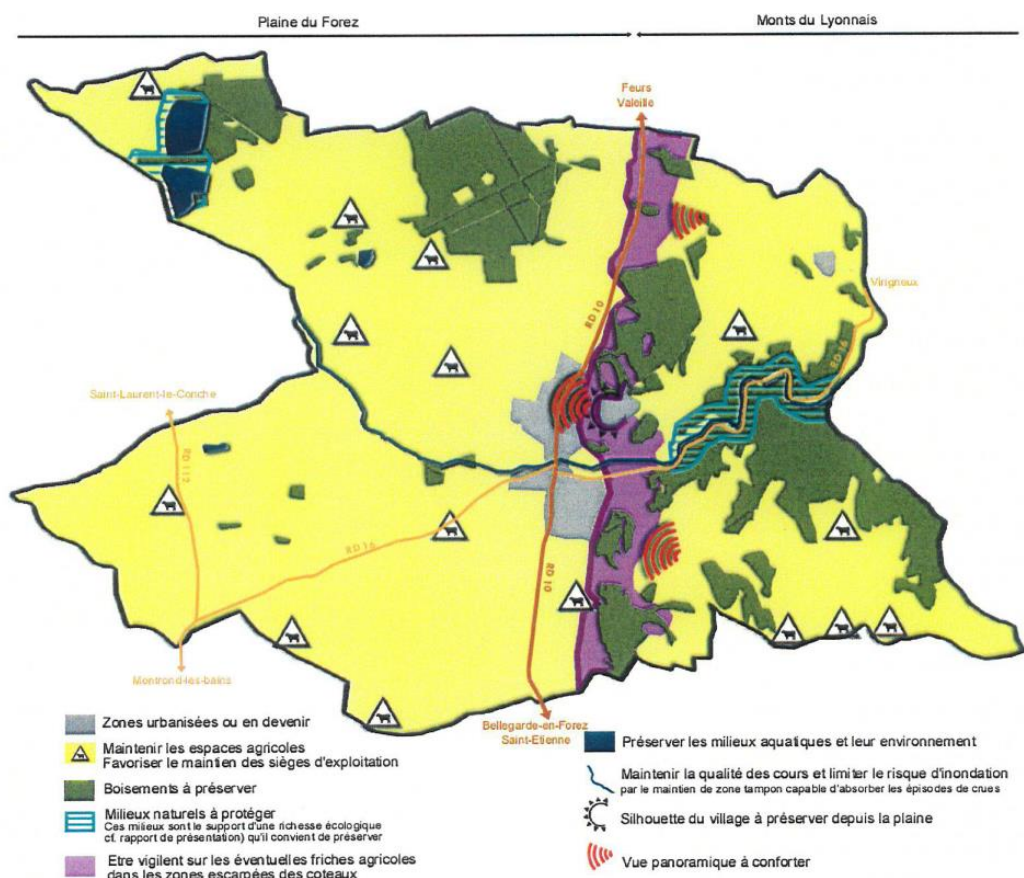 Plaine du Forez
Monts du Lyonnais
Feurs
Valeille
RD 10
Virigneux
RD 16
Saint-Laurent-la-Conche
RD 112
RD 16
RD 10
Montrond-les-bains
Bellegarde-en-Forez
Saint-Etienne
Zones urbanisées ou en devenir
Maintenir les espaces agricoles
Favoriser le maintien des sièges d'exploitation
Boisements à préserver
Milieux naturels à protéger
Ces milieux sont le support d'une richesse écologique
cf. rapport de présentation) qu'il convient de préserver
Etre vigilent sur les éventuelles friches agricoles
dans les zones escarpées des coteaux
Préserver les milieux aquatiques et leur environnement
Maintenir la qualité des cours et limiter le risque d'inondation
par le maintien de zone tampon capable d'absorber les épisodes de crues
Silhouette du village à préserver depuis la plaine
Vue panoramique à conforter